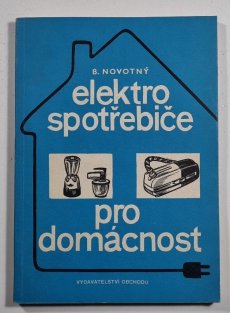 B. NOVOTNÝ
elektro
spotřebiče
pro
domácnost
VYDAVATELSTVÍ OBCHODU